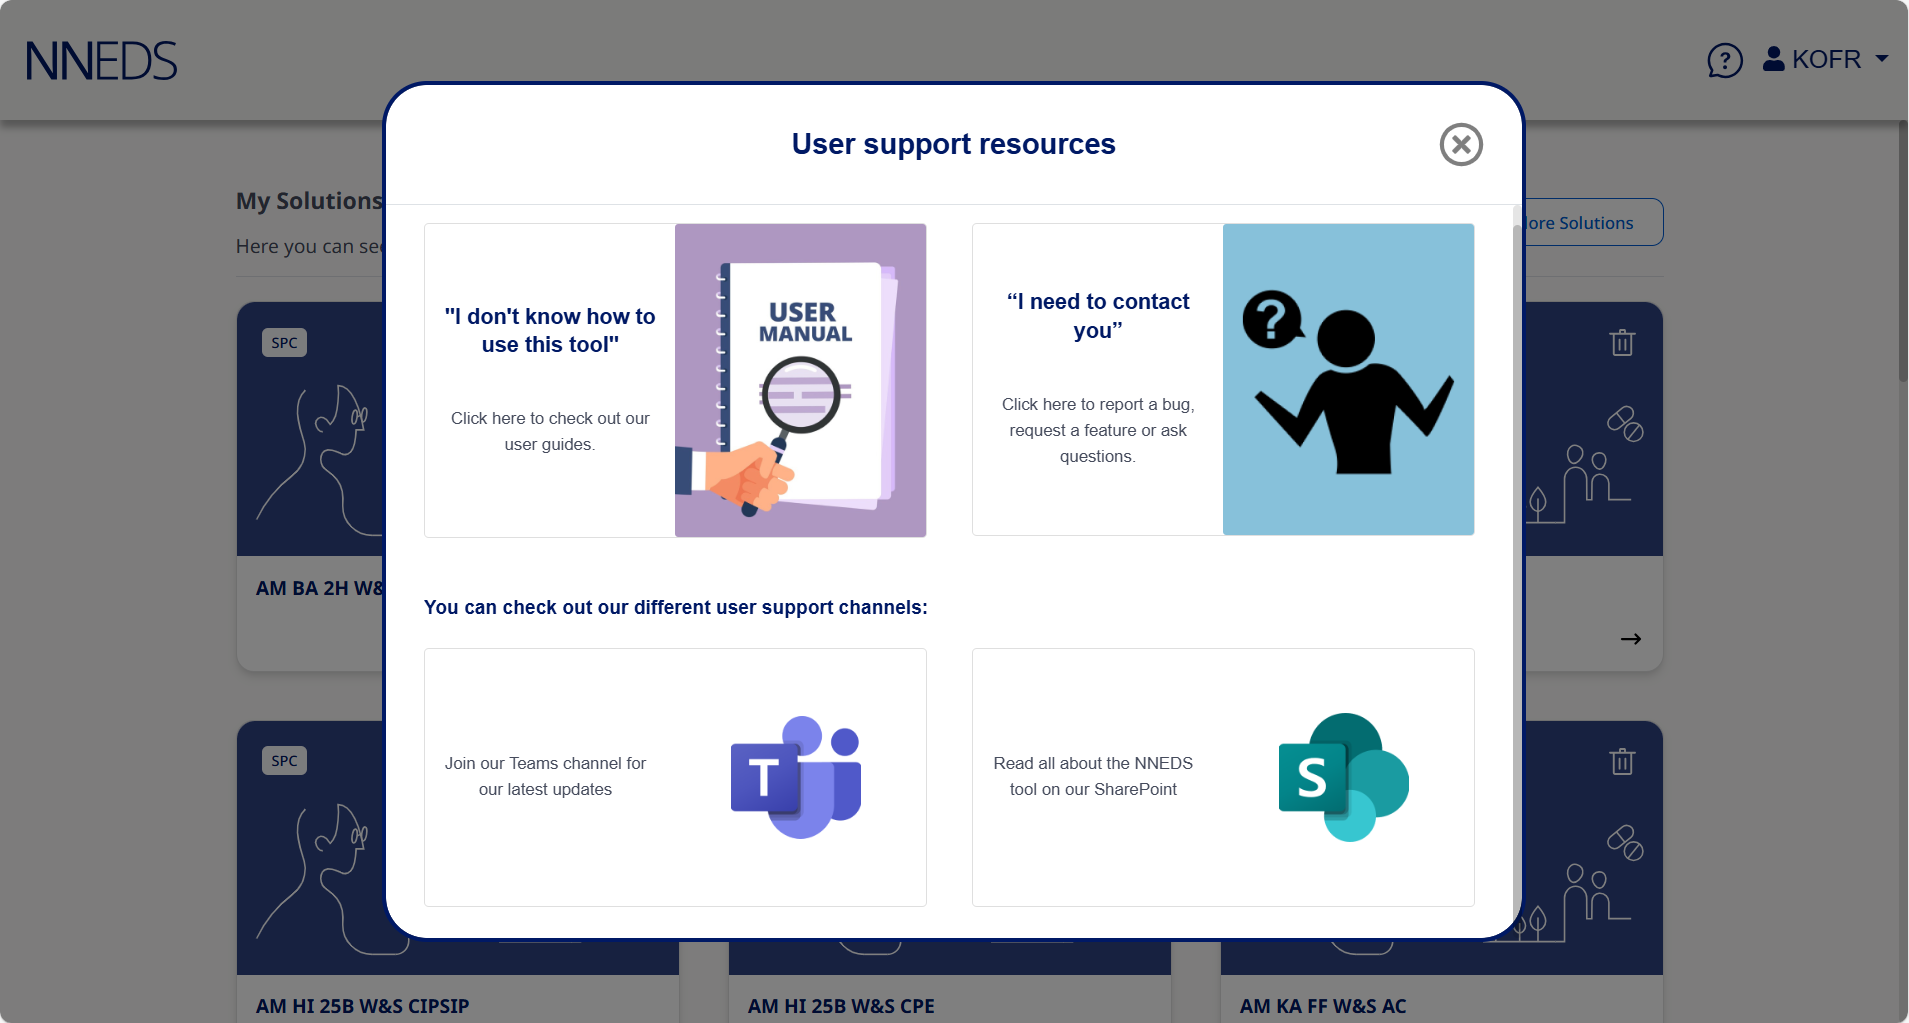 NNEDS
?
KOFR
User support resources
My Solutions
Here you can see
ore Solutions
"I don't know how to
use this tool"
Click here to check out our
user guides.
USER
MANUAL
“I need to contact
you”
Click here to report a bug,
request a feature or ask
questions.
?
SPC
AM BA 2H W&S
You can check out our different user support channels:
Join our Teams channel for
our latest updates
T
Read all about the NNEDS
tool on our SharePoint
S
SPC
AM HI 25B W&S CIPSIP
AM HI 25B W&S CPE
AM KA FF W&S AC